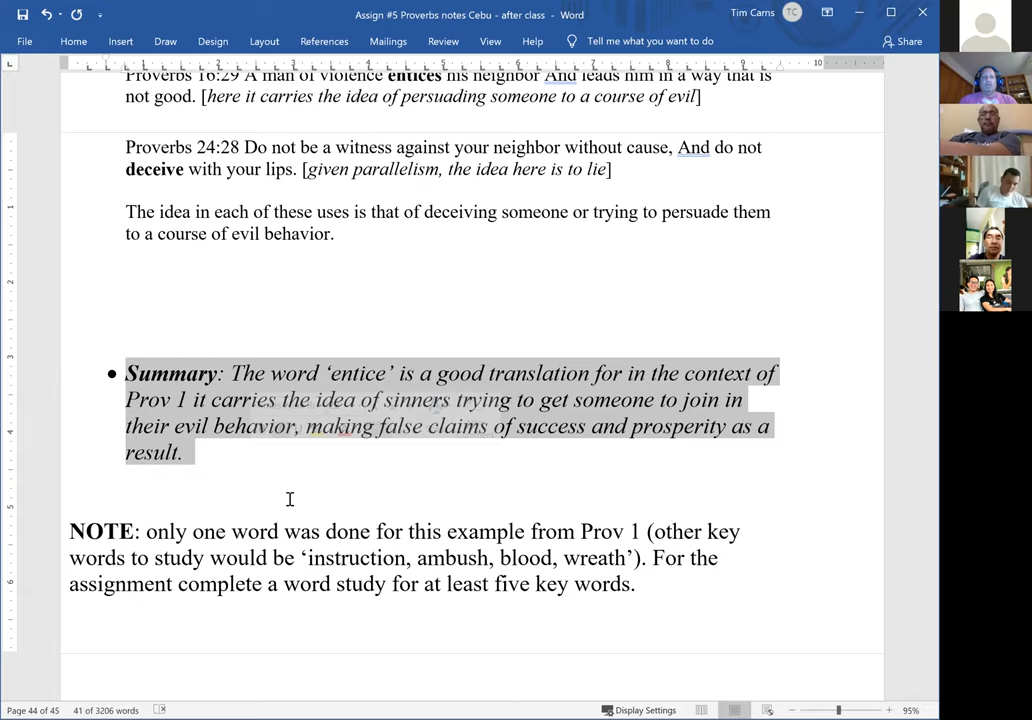 Assign #5 Proverbs notes Cebu - after class - Word
Tim Carns TC
File Home Insert Draw Design Layout References Mailings Review View Help Tell me what you want to do Share
Proverbs 16:29 A man of violence entices his neighbor And leads him in a way that is
not good. [here it carries the idea of persuading someone to a course of evil]
Proverbs 24:28 Do not be a witness against your neighbor without cause, And do not
deceive with your lips. [given parallelism, the idea here is to lie]
The idea in each of these uses is that of deceiving someone or trying to persuade them
to a course of evil behavior.
• Summary: The word ‘entice’ is a good translation for in the context of
Prov 1 it carries the idea of sinners trying to get someone to join in
their evil behavior, making false claims of success and prosperity as a
result.
NOTE: only one word was done for this example from Prov 1 (other key
words to study would be ‘instruction, ambush, blood, wreath’). For the
assignment complete a word study for at least five key words.
Page 44 of 45 41 of 3206 words Display Settings 95%